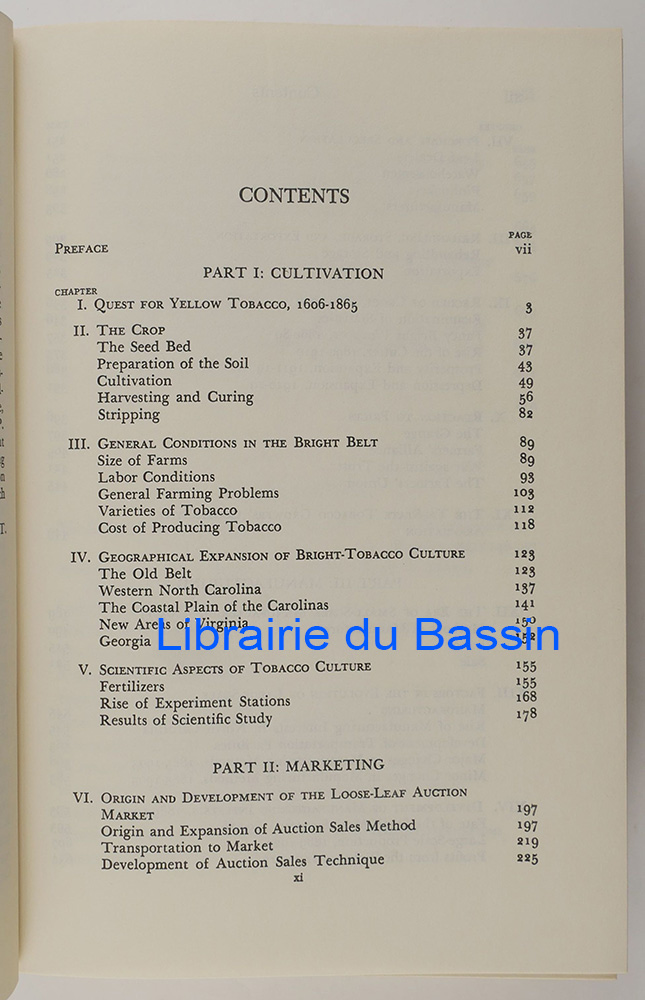 CONTENTS
PAGE
PREFACE vii
PART I: CULTIVATION
CHAPTER
I. QUEST FOR YELLOW TOBACCO, 1606-1865 3
II. THE CROP 37
The Seed Bed 37
Preparation of the Soil 43
Cultivation 49
Harvesting and Curing 56
Stripping 82
III. GENERAL CONDITIONS IN THE BRIGHT BELT 89
Size of Farms 89
Labor Conditions 93
General Farming Problems 103
Varieties of Tobacco 112
Cost of Producing Tobacco 118
IV. GEOGRAPHICAL EXPANSION OF BRIGHT-TOBACCO CULTURE 123
The Old Belt 123
Western North Carolina 137
The Coastal Plain of the Carolinas 141
New Areas of Virginia 150
Georgia 152
Librairie du Bassin
V. SCIENTIFIC ASPECTS OF TOBACCO CULTURE 155
Fertilizers 155
Rise of Experiment Stations 168
Results of Scientific Study 178
PART II: MARKETING
VI. ORIGIN AND DEVELOPMENT OF THE LOOSE-LEAF AUCTION
MARKET 197
Origin and Expansion of Auction Sales Method 197
Transportation to Market 219
Development of Auction Sales Technique 225
xi